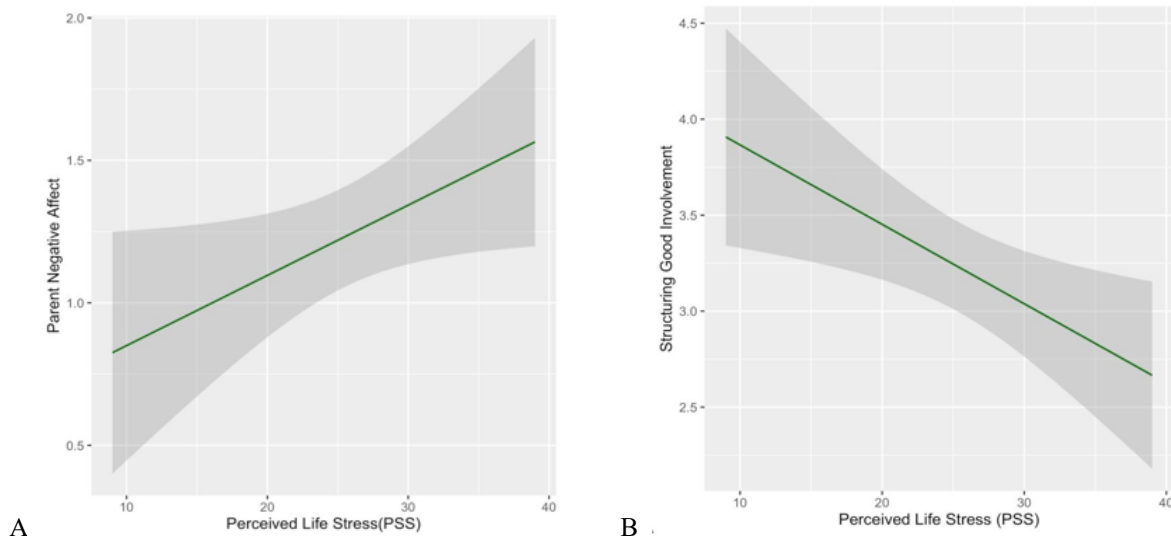 2.0
1.5
1.0
0.5
Parent Negative Affect
10 20 30 40
Perceived Life Stress(PSS)
A
4.5
4.0
3.5
3.0
2.5
Structuring Good Involvement
10 20 30 40
Perceived Life Stress (PSS)
B